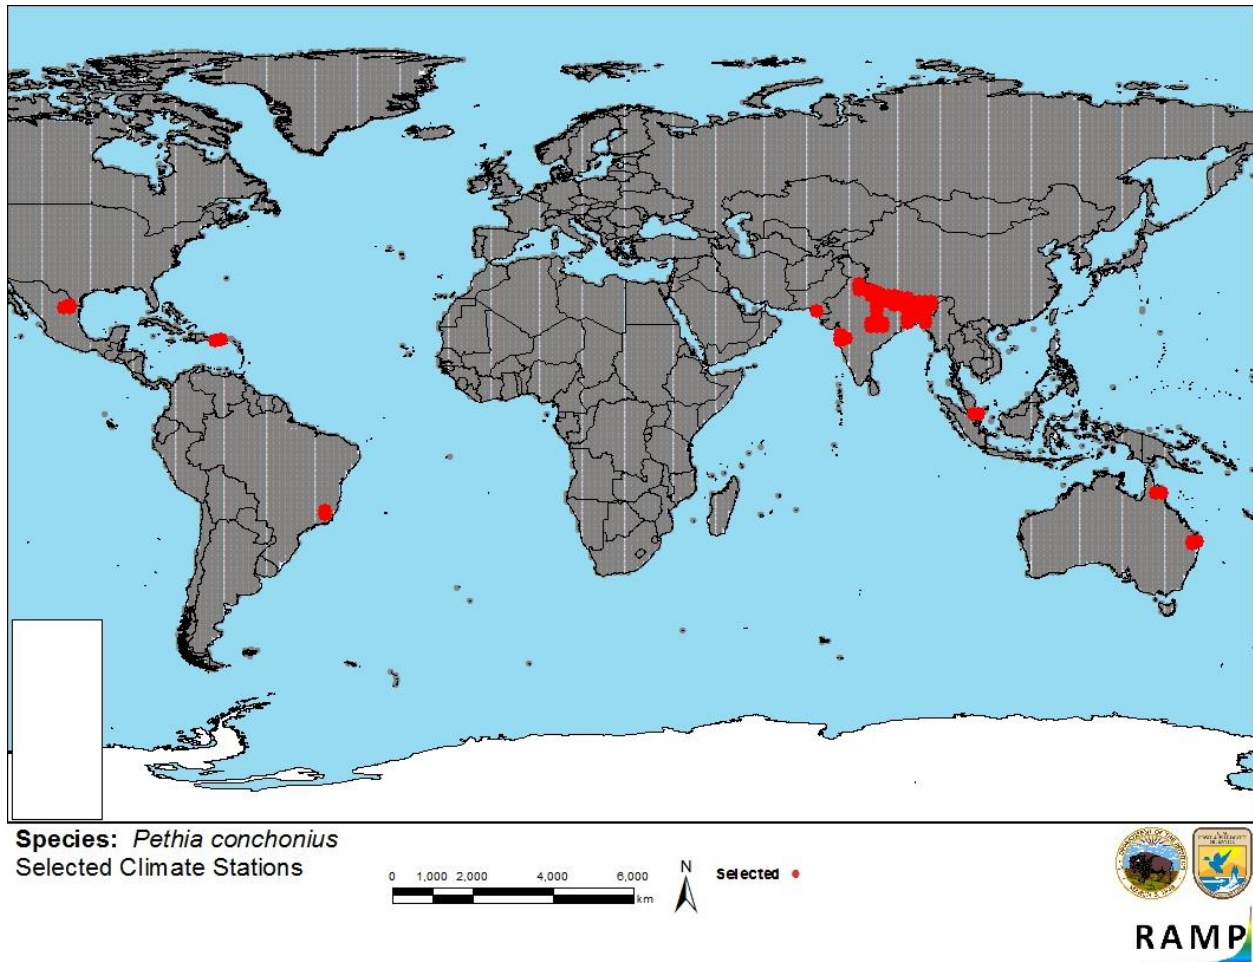 Species: Pethia conchonius
Selected Climate Stations
0 1,000 2,000 4,000 6,000
km
N
Selected
RAMP